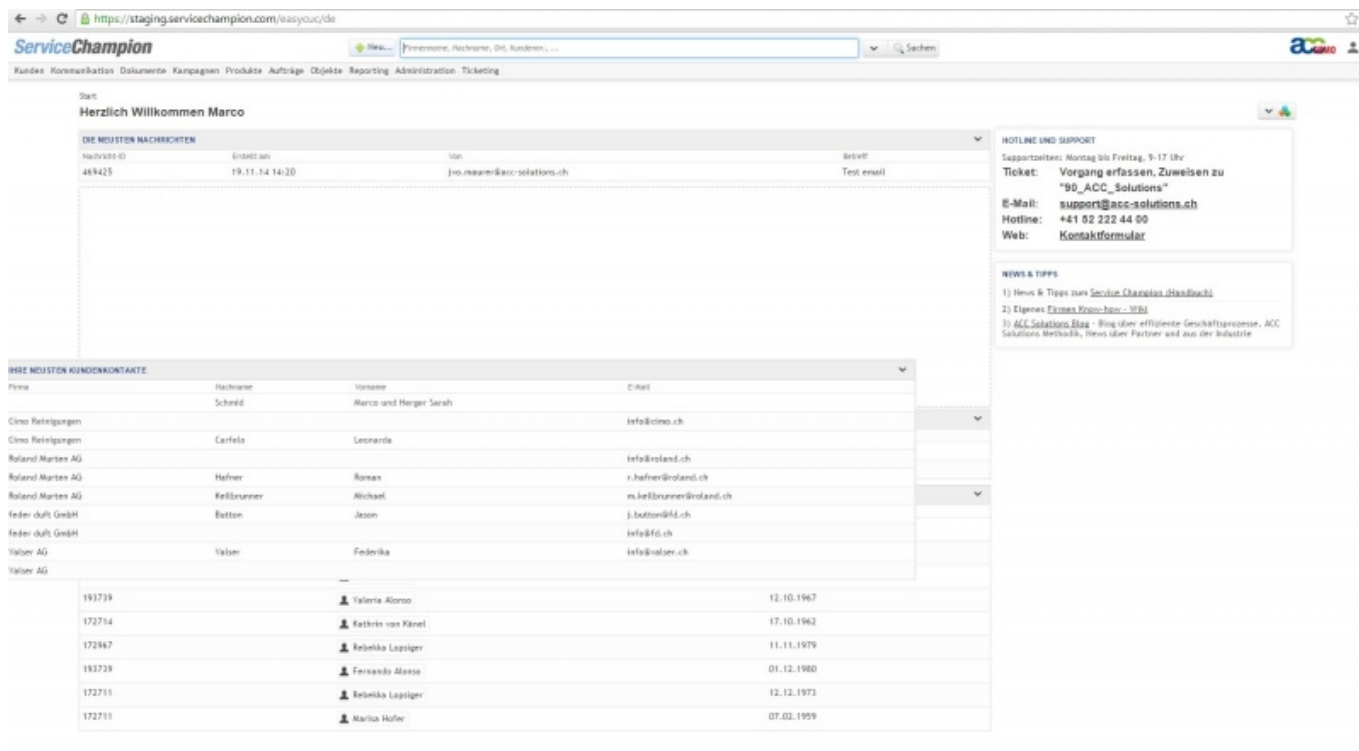 https://staging.servicechampion.com/easycuc/de
ServiceChampion
Neu... Firmenname, Nachname, Ort, Kundennr., ... Suchen
Kunden Kommunikation Dokumente Kampagnen Produkte Aufträge Objekte Reporting Administration Ticketing
Start
Herzlich Willkommen Marco
DIE NEUSTEN NACHRICHTEN
Nachricht-ID Erstellt am Von Betreff
469425 19.11.14 14:20 jvo.maurer@acc-solutions.ch Test email
HOTLINE UND SUPPORT
Supportzeiten: Montag bis Freitag, 9-17 Uhr
Ticket: Vorgang erfassen, Zuweisen zu
"90_ACC_Solutions"
E-Mail: support@acc-solutions.ch
Hotline: +41 52 222 44 00
Web: Kontaktformular
NEWS & TIPPS
1) News & Tipps zum Service Champion (Handbuch)
2) Eigenes Firmen Know-how - Wiki
3) ACC Solutions Blog - Blog über effiziente Geschäftsprozesse, ACC
Solutions Methodik, News über Partner und aus der Industrie
IHRE NEUSTEN KUNDENKONTAKTE
Firma Nachname Vorname E-Mail
Schmid Marco und Herger Sarah
Cimo Reinigungen info@cimo.ch
Cimo Reinigungen Carfelo Leonarda
Roland Murten AG info@roland.ch
Roland Murten AG Hafner Roman r.hafner@roland.ch
Roland Murten AG Kellbrunner Michael m.kellbrunner@roland.ch
feder duft GmbH Button Jason j.button@fd.ch
feder duft GmbH info@fd.ch
Valser AG Valser Federika info@valser.ch
Valser AG
193739 Valeria Alonso 12.10.1967
172714 Kathrin von Känel 17.10.1962
172967 Rebekka Lopsiger 11.11.1979
193739 Fernando Alonso 01.12.1980
172711 Rebekka Lopsiger 12.12.1973
172711 Marisa Hofer 07.02.1959